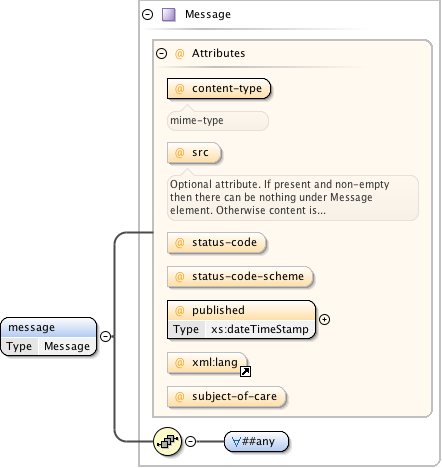 Message
@ Attributes
@ content-type
mime-type
@ src
Optional attribute. If present and non-empty
then there can be nothing under Message
element. Otherwise content is...
@ status-code
@ status-code-scheme
@ published
Type xs:dateTimeStamp
message
Type Message
@ xml:lang
@ subject-of-care
∀##any